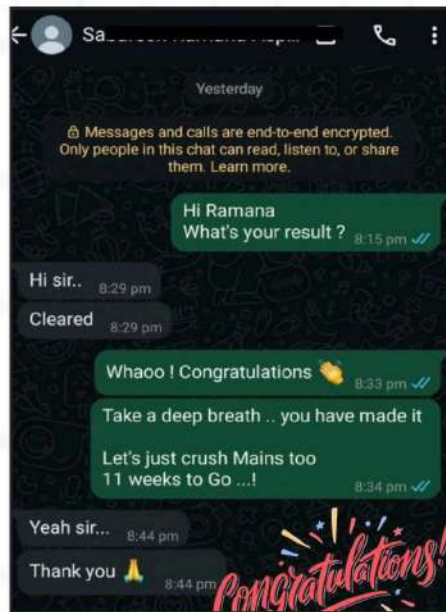 Yesterday
Messages and calls are end-to-end encrypted.
Only people in this chat can read, listen to, or share
them. Learn more.
Hi Ramana
What's your result ?
8:15 pm
Hi sir..
8:29 pm
Cleared
8:29 pm
Whaoo ! Congratulations 👏
8:33 pm
Take a deep breath .. you have made it
Let's just crush Mains too
11 weeks to Go ...!
8:34 pm
Yeah sir...
8:44 pm
Thank you 🙏
8:44 pm
Congratulations!